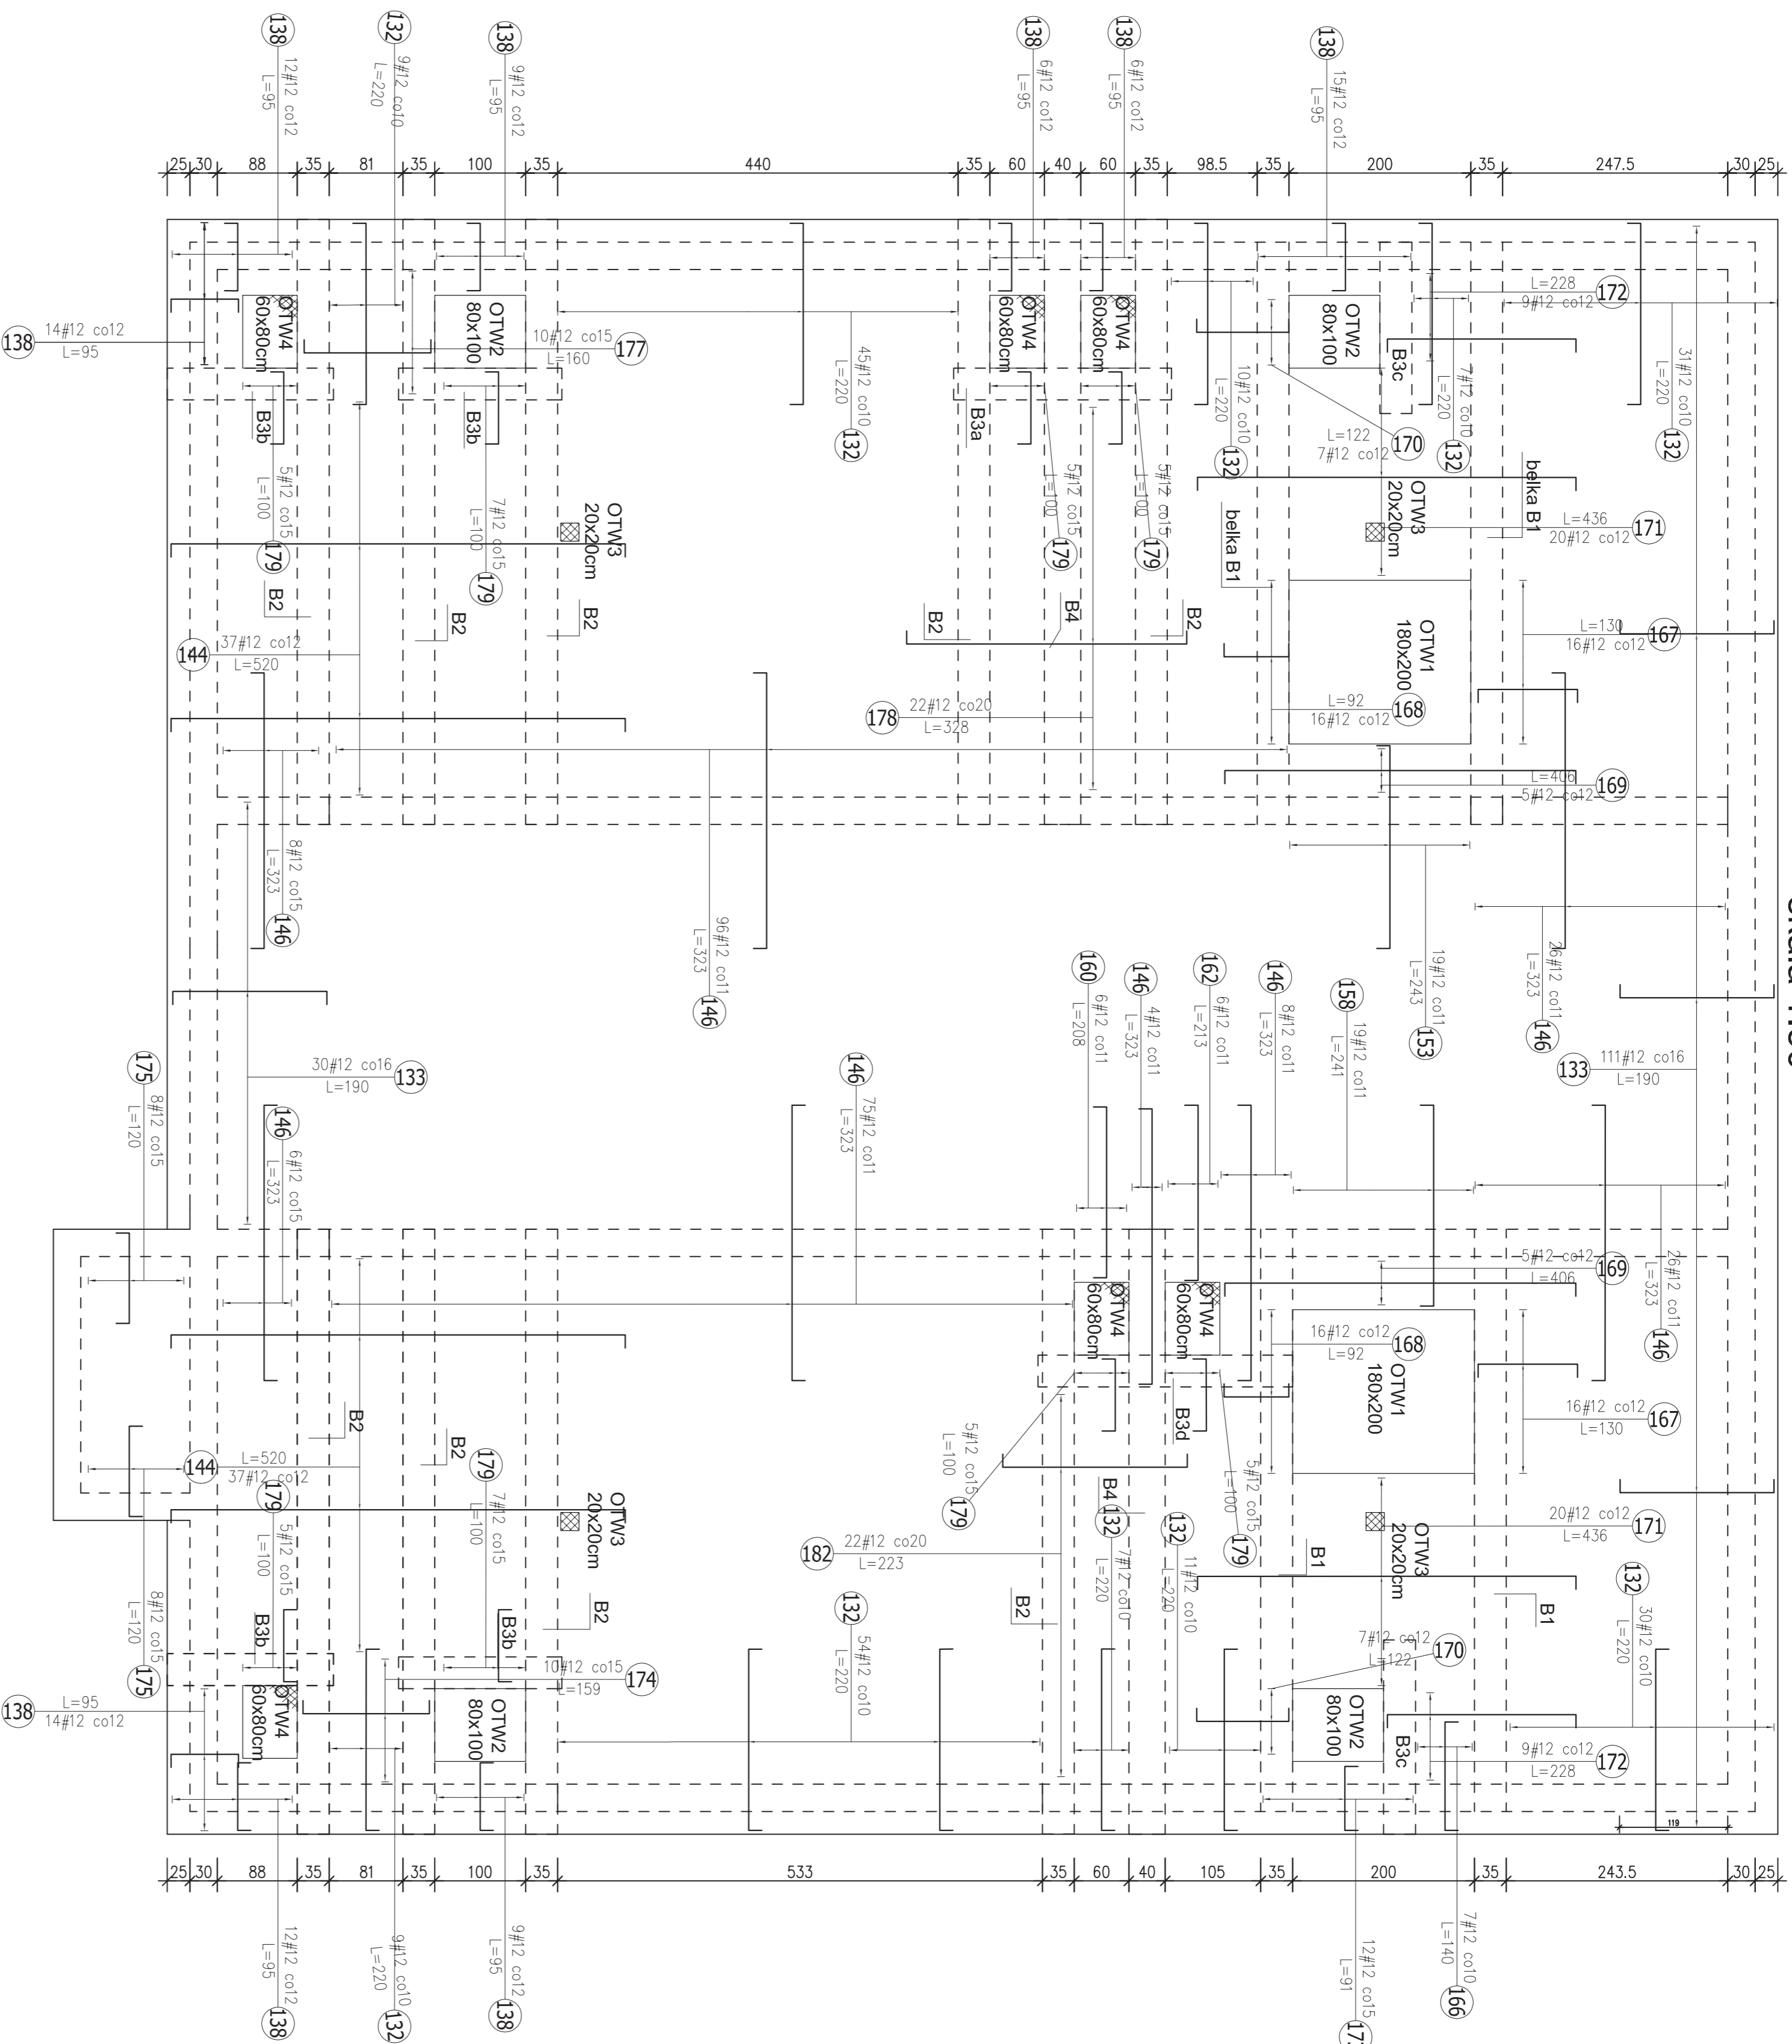 138
12#12 co12
L=95
132
9#12 co10
L=220
138
9#12 co12
L=95
138
6#12 co12
L=95
138
6#12 co12
L=95
138
15#12 co12
L=95
25
30
88
35
81
35
100
35
440
35
60
40
60
35
98.5
35
200
35
247.5
30
25
138
14#12 co12
L=95
OTW4
60x80cm
OTW2
80x100
10#12 co15
L=160
177
45#12 co10
L=220
132
OTW4
60x80cm
OTW4
60x80cm
10#12 co10
L=220
132
OTW2
80x100
B3c
L=228
9#12 co12
172
7#12 co10
L=220
132
31#12 co10
L=220
132
L=122
7#12 co12
170
B3b
B3b
B3a
5#12 co15
L=100
179
7#12 co15
L=100
179
5#12 co15
L=100
179
5#12 co15
L=100
179
OTW3
20x20cm
OTW3
20x20cm
belka B1
belka B1
L=436
20#12 co12
171
B2
B2
B2
B2
B4
B2
144
37#12 co12
L=520
OTW1
180x200
L=130
16#12 co12
167
L=92
16#12 co12
168
178
22#12 co20
L=328
L=406
5#12 co12
169
8#12 co15
L=323
146
96#12 co11
L=323
146
19#12 co11
L=243
153
26#12 co11
L=323
146
160
6#12 co11
L=208
146
4#12 co11
L=323
162
6#12 co11
L=213
146
8#12 co11
L=323
158
19#12 co11
L=241
133
111#12 co16
L=190
30#12 co16
L=190
133
175
8#12 co15
L=120
146
6#12 co15
L=323
146
75#12 co11
L=323
5#12 co12
L=406
169
26#12 co11
L=323
146
OTW4
60x80cm
OTW4
60x80cm
16#12 co12
L=92
168
OTW1
180x200
16#12 co12
L=130
167
B3d
5#12 co15
L=100
179
5#12 co15
L=100
179
B2
B2
144
L=520
37#12 co12
179
5#12 co15
L=100
179
7#12 co15
L=100
OTW3
20x20cm
B4
132
7#12 co10
L=220
132
11#12 co10
L=220
OTW3
20x20cm
20#12 co12
L=436
171
182
22#12 co20
L=223
B1
B1
132
30#12 co10
L=220
B2
B2
132
54#12 co10
L=220
7#12 co12
L=122
170
8#12 co15
L=120
175
B3b
B3b
10#12 co15
L=159
174
138
L=95
14#12 co12
OTW4
60x80cm
OTW2
80x100
OTW2
80x100
B3c
9#12 co12
L=228
172
119
25
30
88
35
81
35
100
35
533
35
60
40
105
35
200
35
243.5
30
25
12#12 co12
L=95
138
9#12 co10
L=220
132
9#12 co12
L=95
138
12#12 co15
L=91
7#12 co10
L=140
166